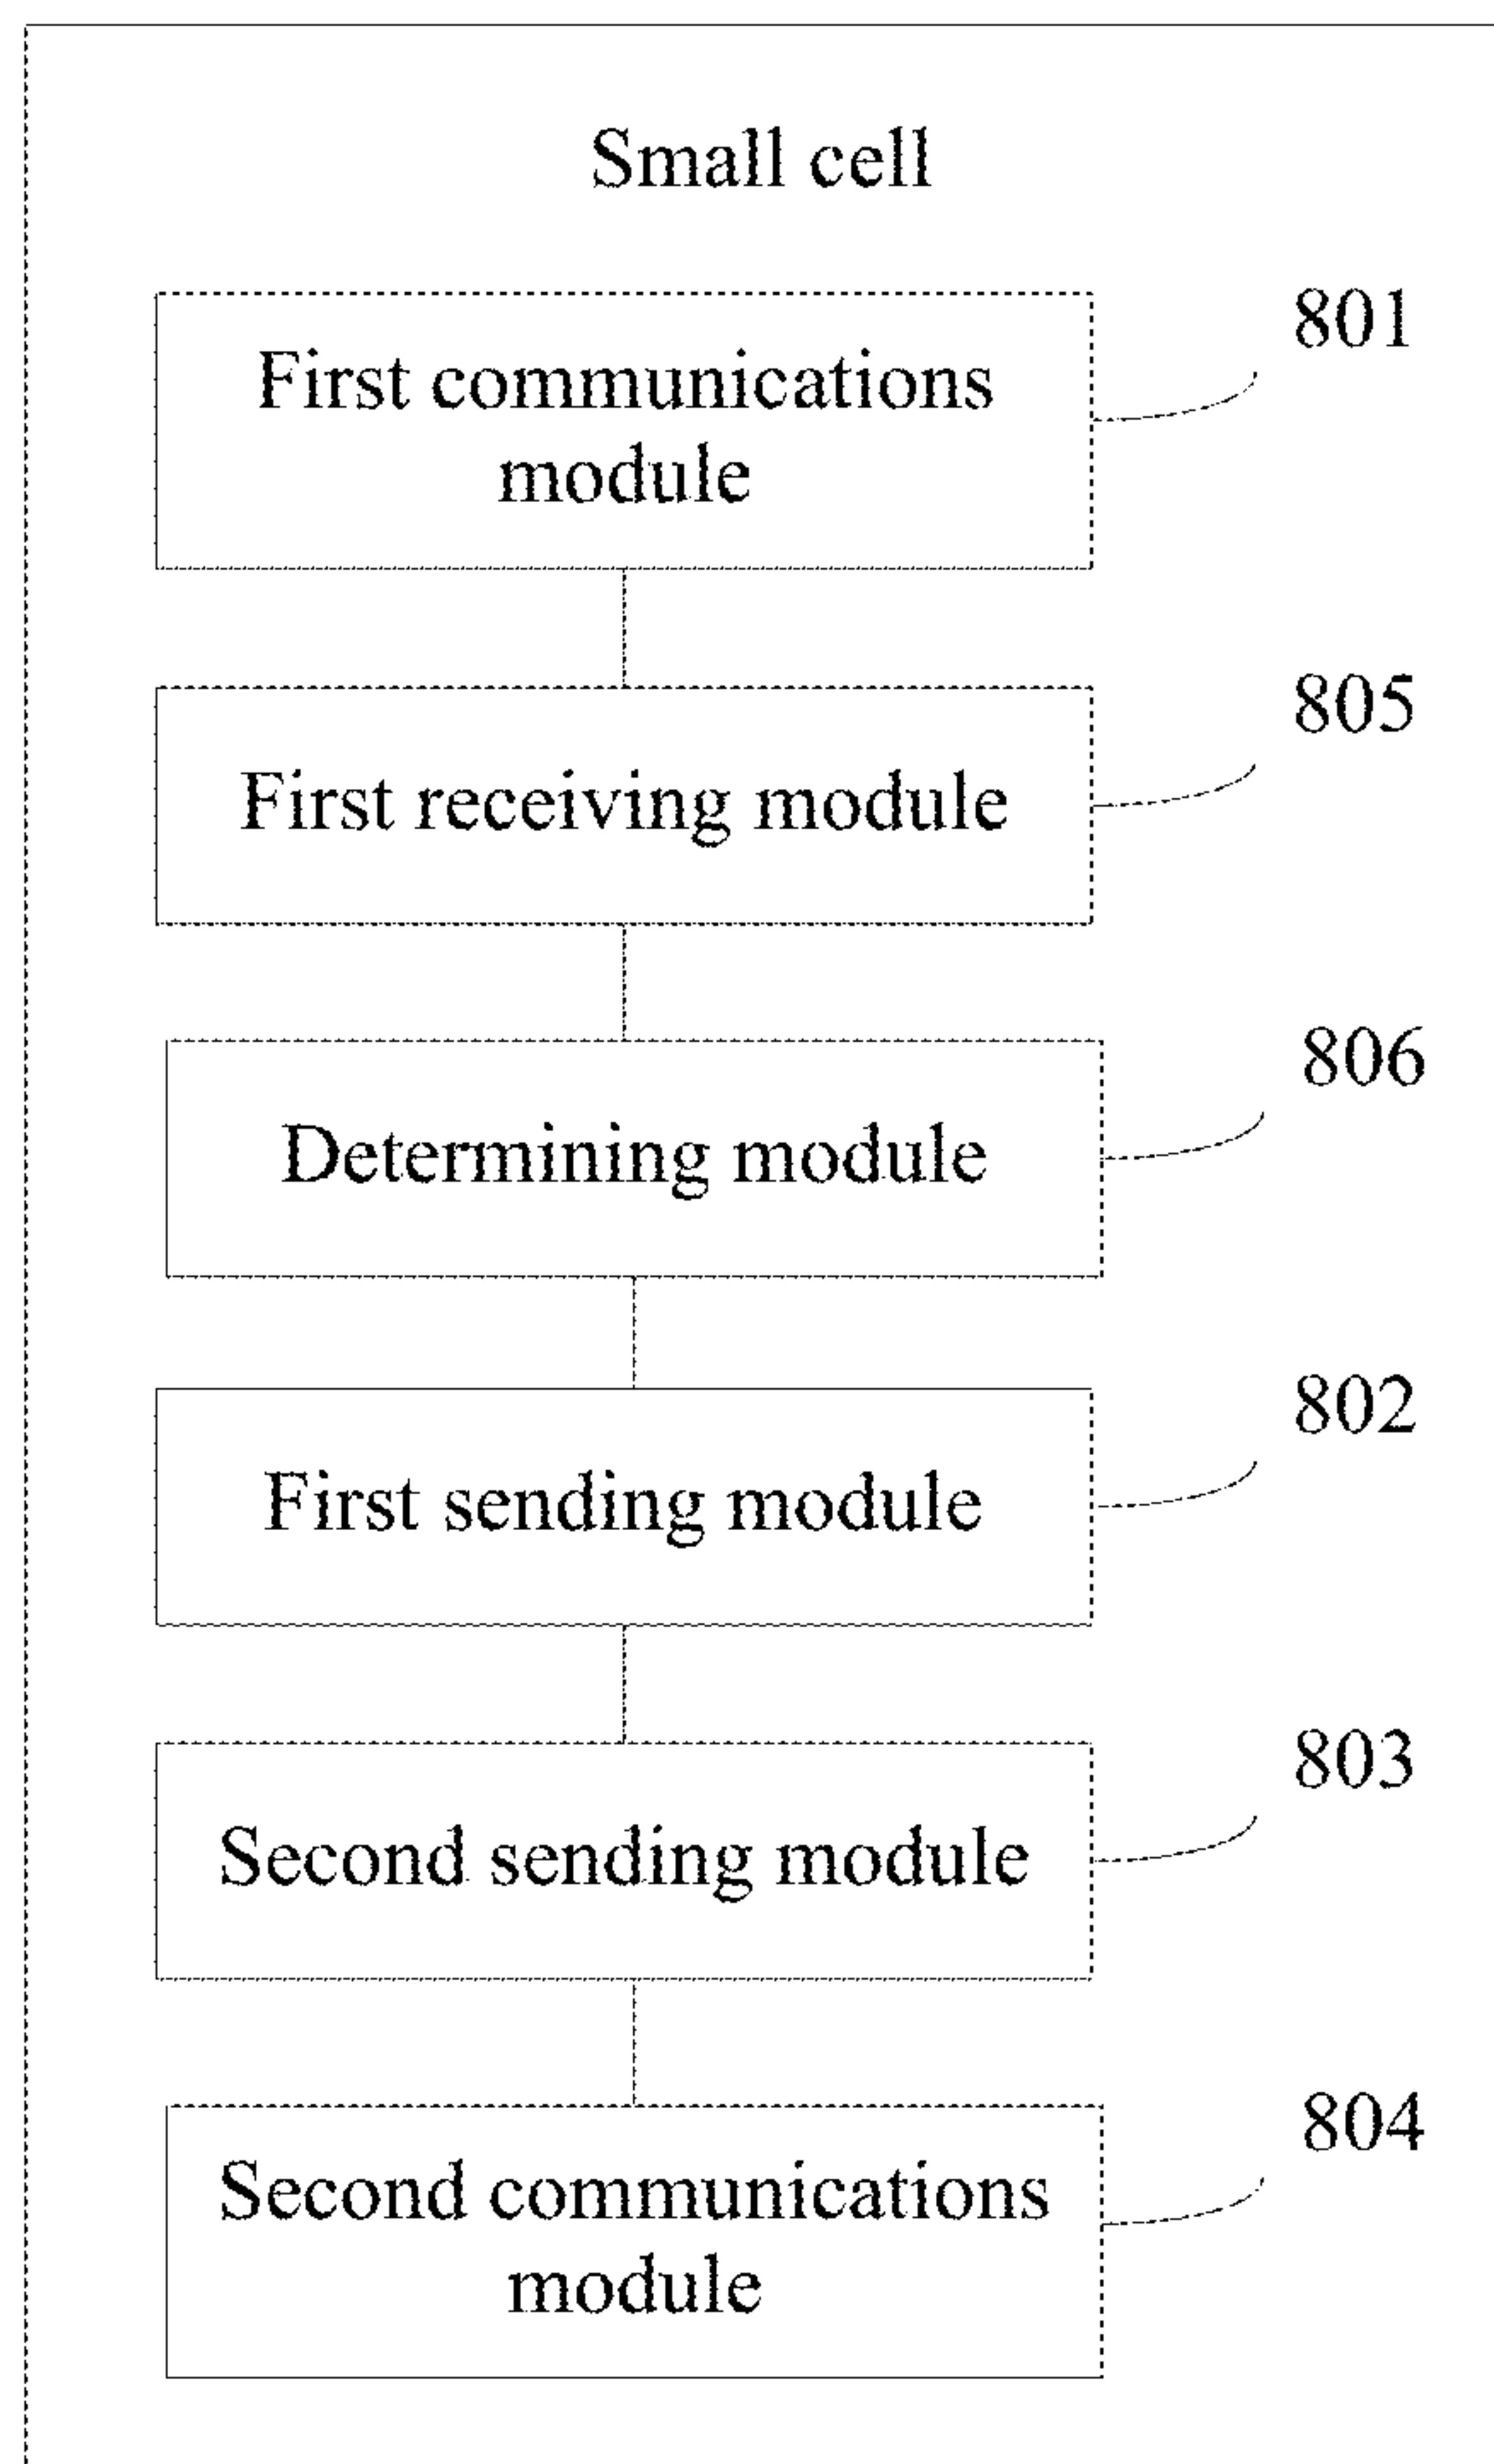 Small cell
801
First communications
module
805
First receiving module
806
Determining module
802
First sending module
803
Second sending module
804
Second communications
module